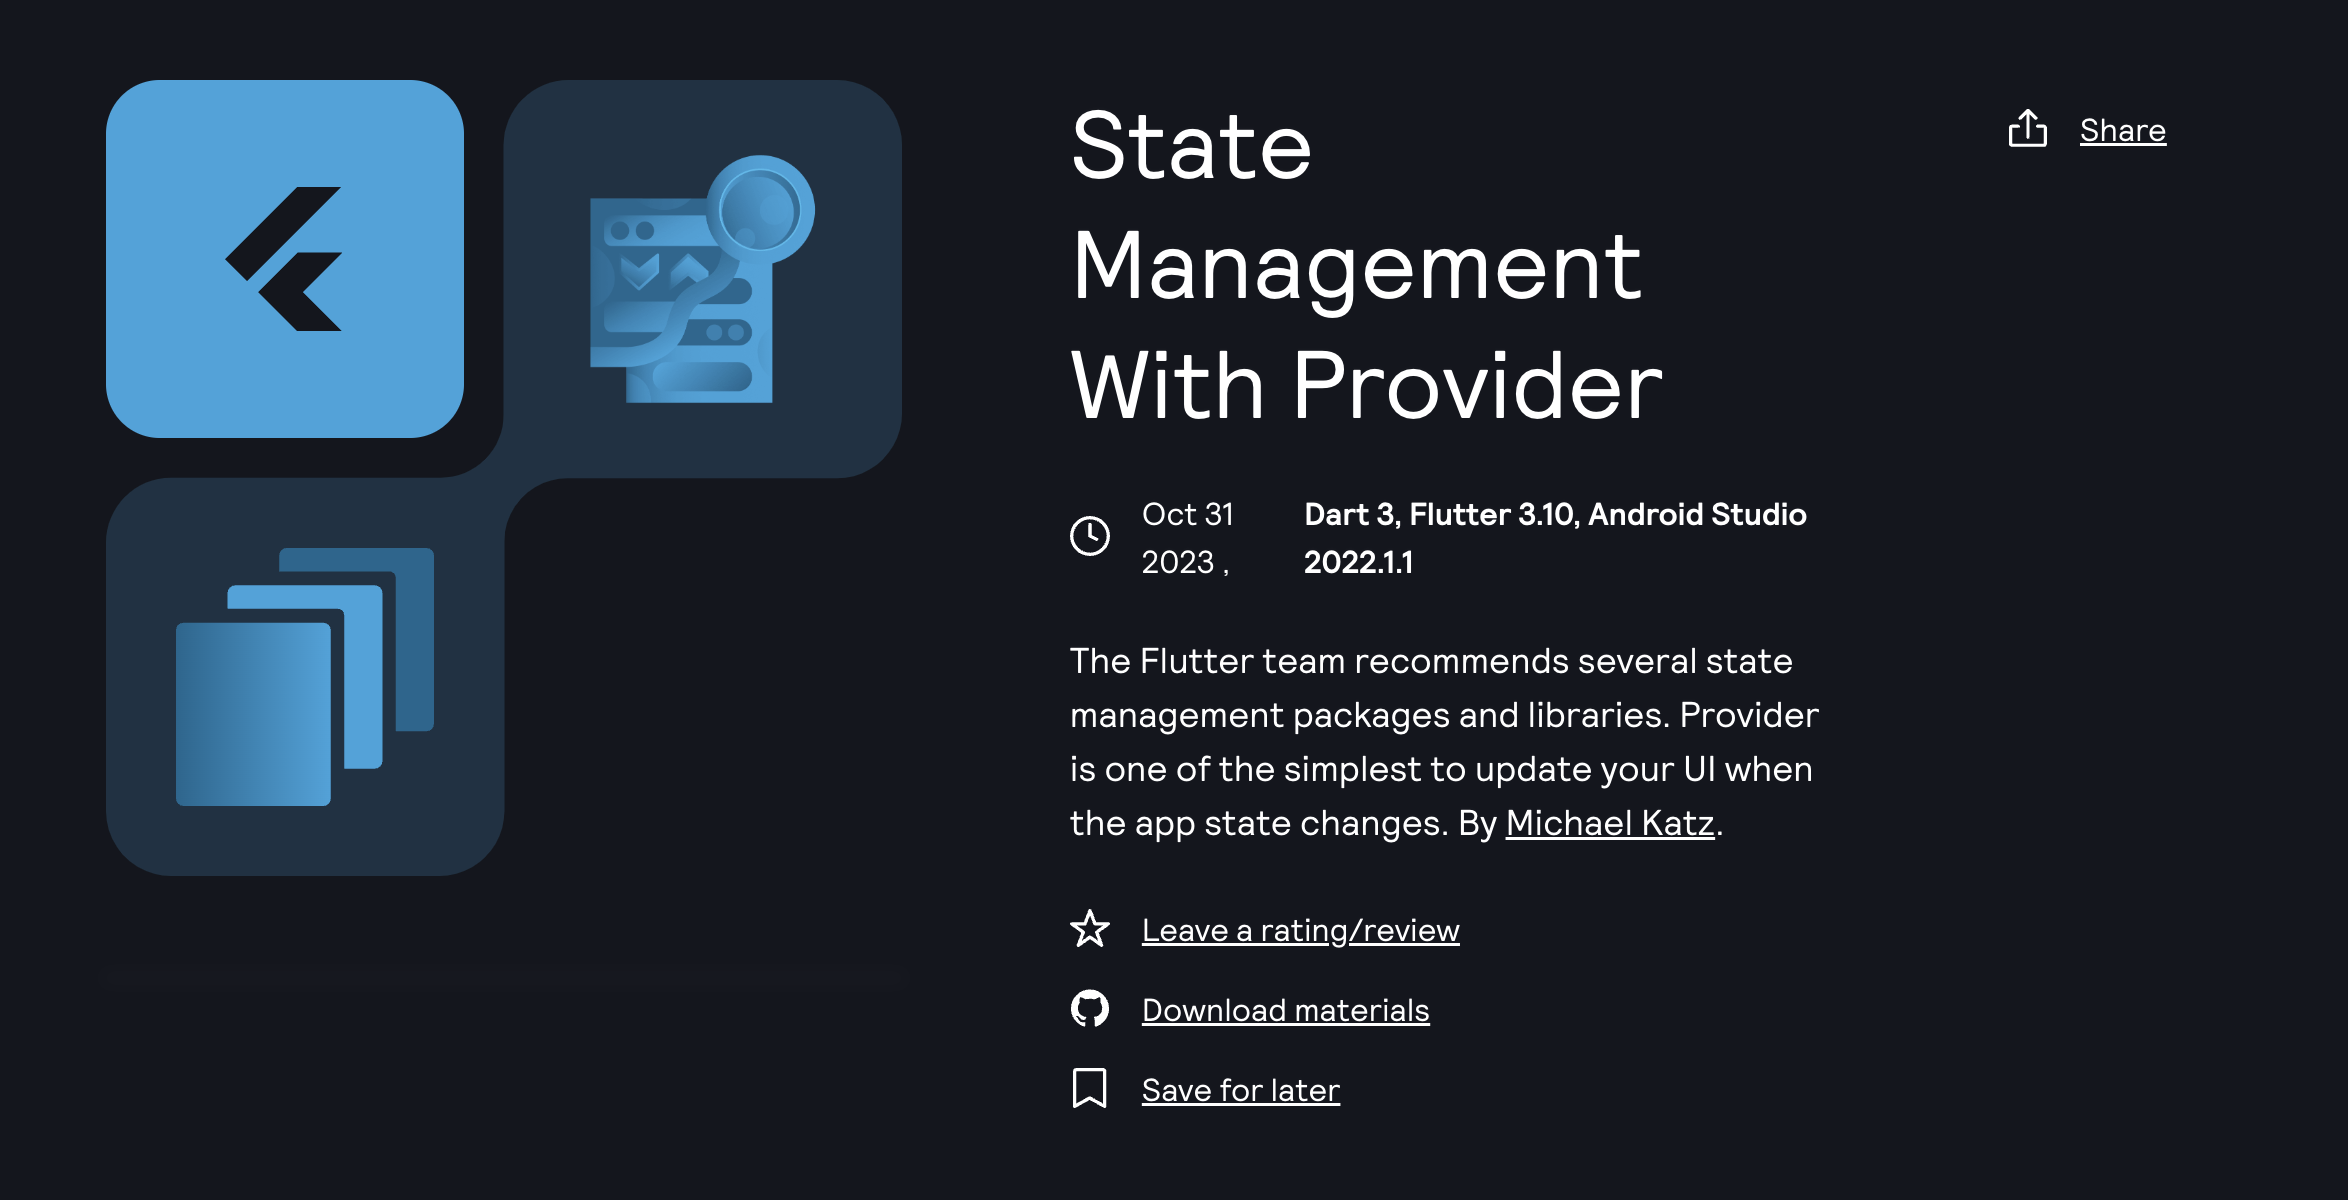 State
Management
With Provider
Share
Oct 31
2023 ,
Dart 3, Flutter 3.10, Android Studio
2022.1.1
The Flutter team recommends several state
management packages and libraries. Provider
is one of the simplest to update your UI when
the app state changes. By Michael Katz.
Leave a rating/review
Download materials
Save for later